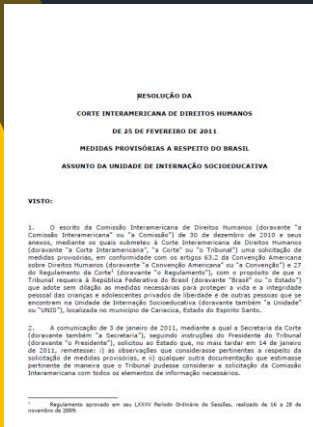 RESOLUÇÃO DA
CORTE INTERAMERICANA DE DIREITOS HUMANOS
DE 25 DE FEVEREIRO DE 2011
MEDIDAS PROVISÓRIAS A RESPEITO DO BRASIL
ASSUNTO DA UNIDADE DE INTERNAÇÃO SOCIOEDUCATIVA
VISTO:
1. O escrito da Comissão Interamericana de Direitos Humanos (doravante "a
Comissão Interamericana" ou "a Comissão") de 30 de dezembro de 2010 e seus
anexos, mediante os quais submeteu à Corte Interamericana de Direitos Humanos
(doravante "a Corte Interamericana", "a Corte" ou "o Tribunal") uma solicitação de
medidas provisórias, em conformidade com os artigos 63.2 da Convenção Americana
sobre Direitos Humanos (doravante "a Convenção Americana" ou "a Convenção") e 27
do Regulamento da Corte¹ (doravante "o Regulamento"), com o propósito de que o
Tribunal requeira à República Federativa do Brasil (doravante "Brasil" ou "o Estado")
que adote sem dilação as medidas necessárias para proteger a vida e a integridade
pessoal das crianças e adolescentes privados de liberdade e de outras pessoas que se
encontrem na Unidade de Internação Socioeducativa (doravante também "a Unidade"
ou "UNIS"), localizada no município de Cariacica, Estado do Espírito Santo.
2. A comunicação de 3 de janeiro de 2011, mediante a qual a Secretaria da Corte
(doravante também "a Secretaria"), seguindo instruções do Presidente do Tribunal
(doravante "o Presidente"), solicitou ao Estado que, no mais tardar em 14 de janeiro
de 2011, remetesse: i) as observações que considerasse pertinentes a respeito da
solicitação de medidas provisórias, e ii) qualquer outra documentação que estimasse
pertinente de maneira que o Tribunal pudesse considerar a solicitação da Comissão
Interamericana com todos os elementos de informação necessários.
¹ Regulamento aprovado em seu LXXXV Período Ordinário de Sessões, realizado de 16 a 28 de
novembro de 2009.